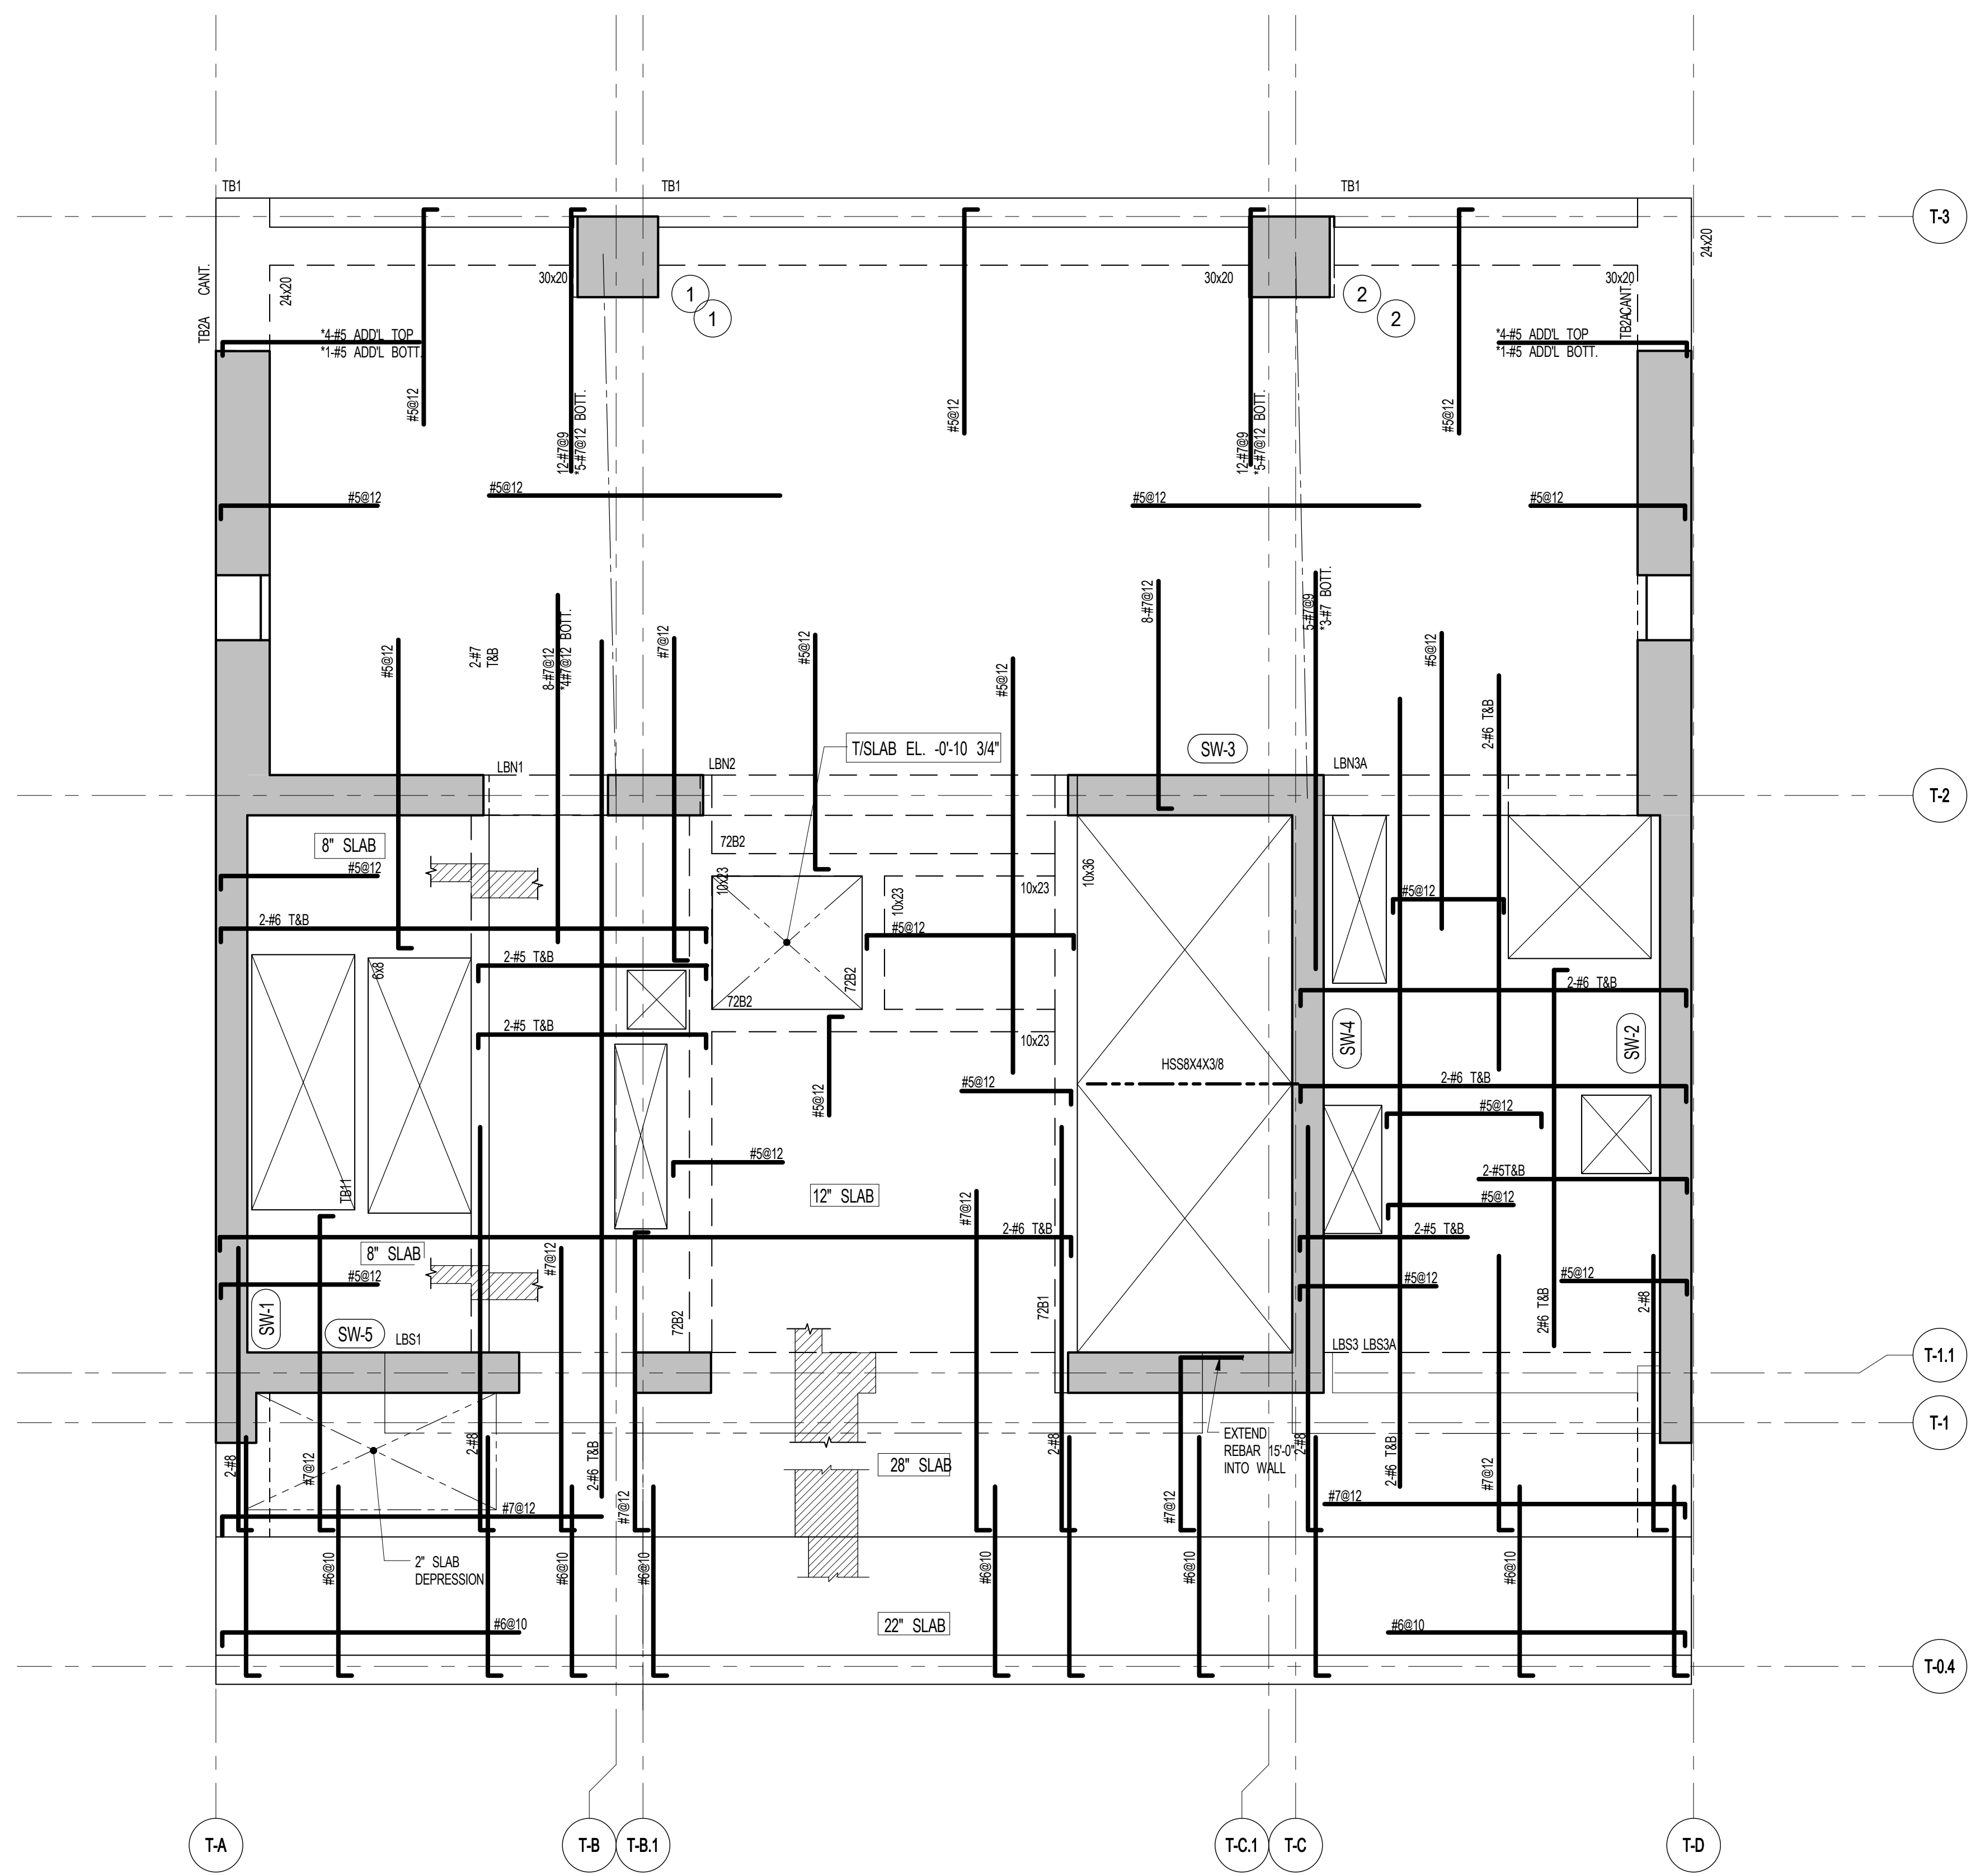 TB1
TB1
TB1
T-3
24x20
TB2A CANT.
24x20
30x20
30x20
30x20
TB2A CANT.
1
1
2
2
*4-#5 ADD'L TOP
*1-#5 ADD'L BOTT.
*4-#5 ADD'L TOP
*1-#5 ADD'L BOTT.
#5@12
12-#7@9
*5-#7@12 BOTT.
#5@12
12-#7@9
*5-#7@12 BOTT.
#5@12
#5@12
#5@12
#5@12
#5@12
#5@12
2-#7
T&B
8-#7@12
*4#7@12 BOTT.
#7@12
#5@12
#5@12
8-#7@12
5-#7@9
*3-#7 BOTT.
#5@12
2-#6 T&B
T/SLAB EL. -0'-10 3/4"
SW-3
LBN1
LBN2
LBN3A
T-2
8" SLAB
72B2
#5@12
10x23
10x23
10x23
10x36
#5@12
2-#6 T&B
#5@12
2-#5 T&B
6x8
72B2
72B2
2-#6 T&B
2-#5 T&B
10x23
SW-4
SW-2
HSS8X4X3/8
#5@12
#5@12
2-#6 T&B
#5@12
#5@12
2-#5T&B
TB11
12" SLAB
#5@12
#7@12
2-#6 T&B
2-#5 T&B
8" SLAB
#5@12
#7@12
#5@12
#5@12
SW-1
SW-5
LBS1
72B2
72B1
2#6 T&B
2-#8
LBS3 LBS3A
T-1.1
T-1
2-#8
#7@12
2-#8
2-#6 T&B
#7@12
28" SLAB
2-#8
#7@12
EXTEND
REBAR 15'-0"
INTO WALL
2-#8
2-#6 T&B
#7@12
#7@12
#7@12
2" SLAB
DEPRESSION
#6@10
#6@10
#6@10
#6@10
#6@10
#6@10
#6@10
22" SLAB
#6@10
T-0.4
T-A
T-B
T-B.1
T-C.1
T-C
T-D